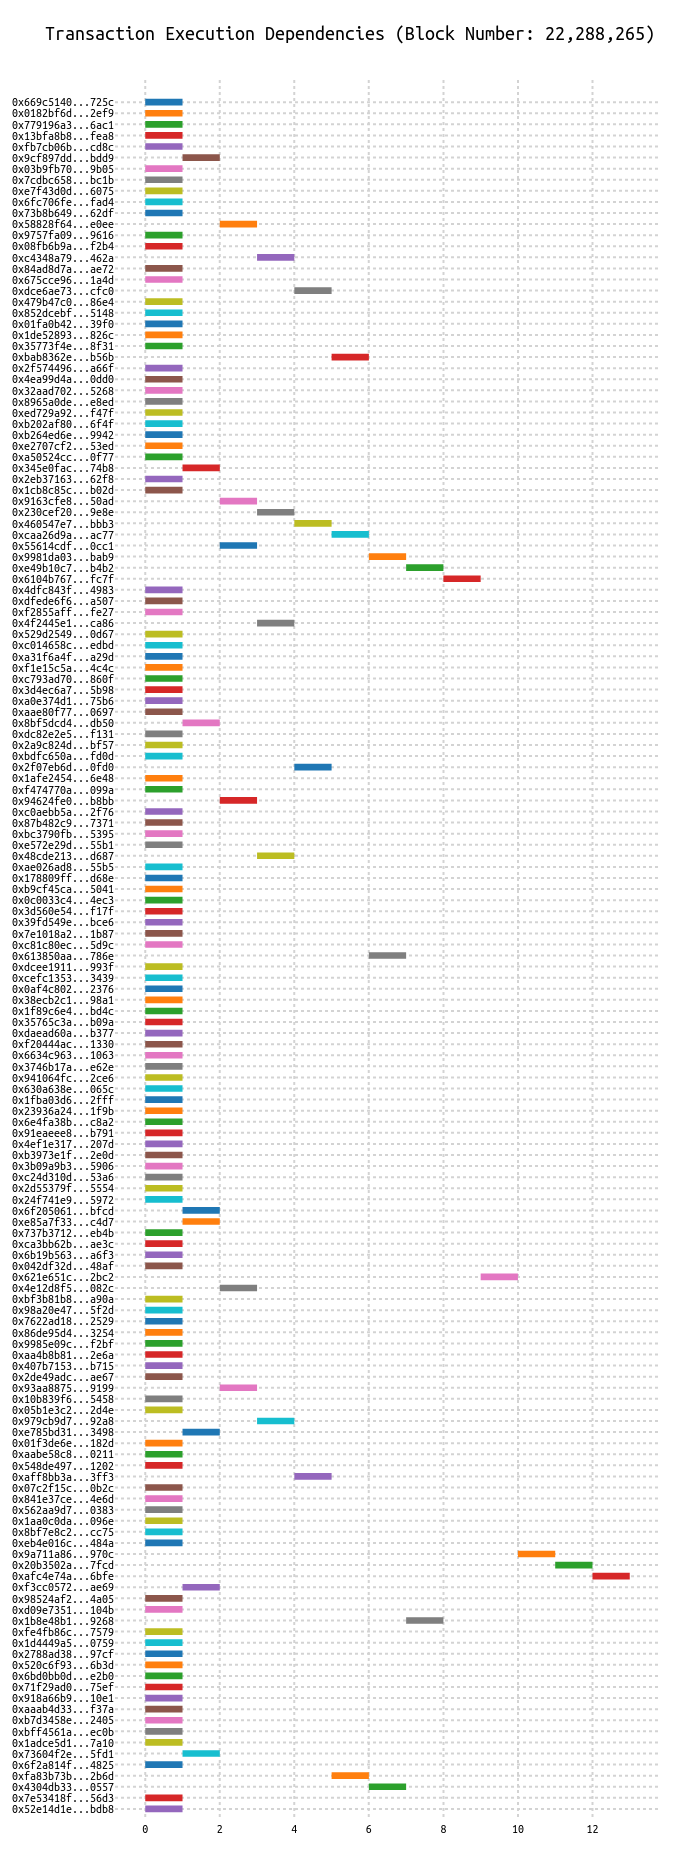 Transaction Execution Dependencies (Block Number: 22,288,265)
0x669c5140...725c
0x0182bf6d...2ef9
0x779196a3...6ac1
0x13bfa8b8...fea8
0xfb7cb06b...cd8c
0x9cf897dd...bdd9
0x03b9fb70...9b05
0x7cdbc658...bc1b
0xe7f43d0d...6075
0x6fc706fe...fad4
0x73b8b649...62df
0x58828f64...e0ee
0x9757fa09...9616
0x08fb6b9a...f2b4
0xc4348a79...462a
0x84ad8d7a...ae72
0x675cce96...1a4d
0xdce6ae73...cfc0
0x479b47c0...86e4
0x852dcebf...5148
0x01fa0b42...39f0
0x1de52893...826c
0x35773f4e...8f31
0xbab8362e...b56b
0x2f574496...a66f
0x4ea99d4a...0dd0
0x32aad702...5268
0x8965a0de...e8ed
0xed729a92...f47f
0xb202af80...6f4f
0xb264ed6e...9942
0xe2707cf2...53ed
0xa50524cc...0f77
0x345e0fac...74b8
0x2eb37163...62f8
0x1cb8c85c...b02d
0x9163cfe8...50ad
0x230cef20...9e8e
0x460547e7...bbb3
0xcaa26d9a...ac77
0x55614cdf...0cc1
0x9981da03...bab9
0xe49b10c7...b4b2
0x6104b767...fc7f
0x4dfc843f...4983
0xdfede6f6...a507
0xf2855aff...fe27
0x4f2445e1...ca86
0x529d2549...0d67
0xc014658c...edbd
0xa31f6a4f...a29d
0xf1e15c5a...4c4c
0xc793ad70...860f
0x3d4ec6a7...5b98
0xa0e374d1...75b6
0xaae80f77...0697
0x8bf5dcd4...db50
0xdc82e2e5...f131
0x2a9c824d...bf57
0xbdfc650a...fd0d
0x2f07eb6d...0fd0
0x1afe2454...6e48
0xf474770a...099a
0x94624fe0...b8bb
0xc0aebb5a...2f76
0x87b482c9...7371
0xbc3790fb...5395
0xe572e29d...55b1
0x48cde213...d687
0xae026ad8...55b5
0x178809ff...d68e
0xb9cf45ca...5041
0x0c0033c4...4ec3
0x3d560e54...f17f
0x39fd549e...bce6
0x7e1018a2...1b87
0xc81c80ec...5d9c
0x613850aa...786e
0xdcee1911...993f
0xcefc1353...3439
0x0af4c802...2376
0x38ecb2c1...98a1
0x1f89c6e4...bd4c
0x35765c3a...b09a
0xdaead60a...b377
0xf20444ac...1330
0x6634c963...1063
0x3746b17a...e62e
0x941064fc...2ce6
0x630a638e...065c
0x1fba03d6...2fff
0x23936a24...1f9b
0x6e4fa38b...c8a2
0x91eaeee8...b791
0x4ef1e317...207d
0xb3973e1f...2e0d
0x3b09a9b3...5906
0xc24d310d...53a6
0x2d55379f...5554
0x24f741e9...5972
0x6f205061...bfcd
0xe85a7f33...c4d7
0x737b3712...eb4b
0xca3bb62b...ae3c
0x6b19b563...a6f3
0x042df32d...48af
0x621e651c...2bc2
0x4e12d8f5...082c
0xbf3b81b8...a90a
0x98a20e47...5f2d
0x7622ad18...2529
0x86de95d4...3254
0x9985e09c...f2bf
0xaa4b8b81...2e6a
0x407b7153...b715
0x2de49adc...ae67
0x93aa8875...9199
0x10b839f6...5458
0x05b1e3c2...2d4e
0x979cb9d7...92a8
0xe785bd31...3498
0x01f3de6e...182d
0xaabe58c8...0211
0x548de497...1202
0xaff8bb3a...3ff3
0x07c2f15c...0b2c
0x841e37ce...4e6d
0x562aa9d7...0383
0x1aa0c0da...096e
0x8bf7e8c2...cc75
0xeb4e016c...484a
0x9a711a86...970c
0x20b3502a...7fcd
0xafc4e74a...6bfe
0xf3cc0572...ae69
0x98524af2...4a05
0xd09e7351...104b
0x1b8e48b1...9268
0xfe4fb86c...7579
0x1d4449a5...0759
0x2788ad38...97cf
0x520c6f93...6b3d
0x6bd0bb0d...e2b0
0x71f29ad0...75ef
0x918a66b9...10e1
0xaaab4d33...f37a
0xb7d3458e...2405
0xbff4561a...ec0b
0x1adce5d1...7a10
0x73604f2e...5fd1
0x6f2a814f...4825
0xfa83b73b...2b6d
0x4304db33...0557
0x7e53418f...56d3
0x52e14d1e...bdb8
0 2 4 6 8 10 12